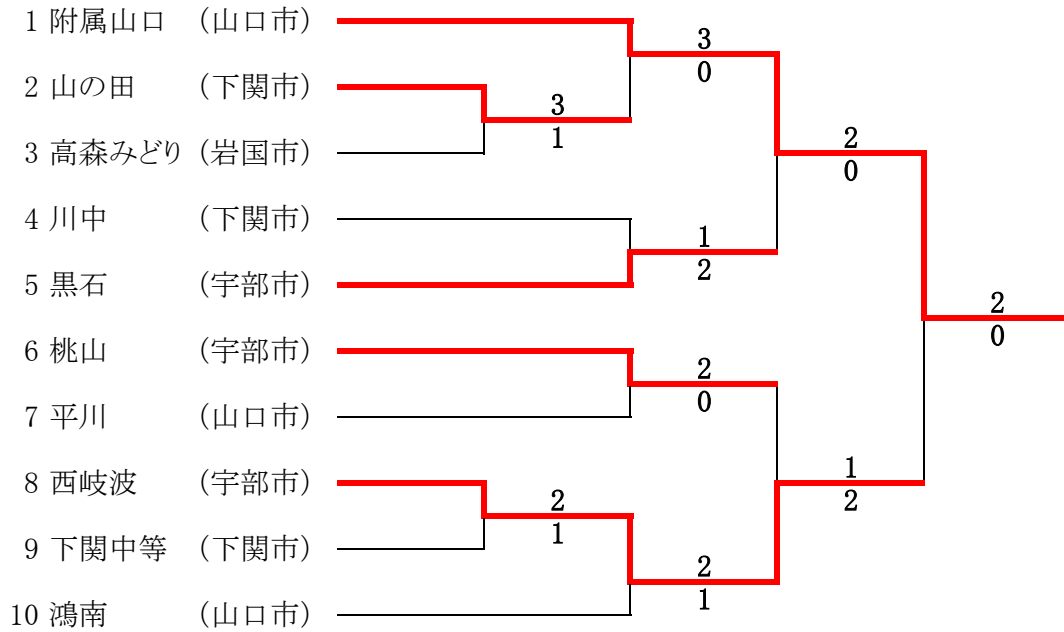 1 附属山口 (山口市)
3
0
2 山の田 (下関市)
3
1
3 高森みどり (岩国市)
2
0
4 川中 (下関市)
1
2
5 黒石 (宇部市)
2
0
6 桃山 (宇部市)
2
0
7 平川 (山口市)
8 西岐波 (宇部市)
1
2
2
1
9 下関中等 (下関市)
2
1
10 鴻南 (山口市)